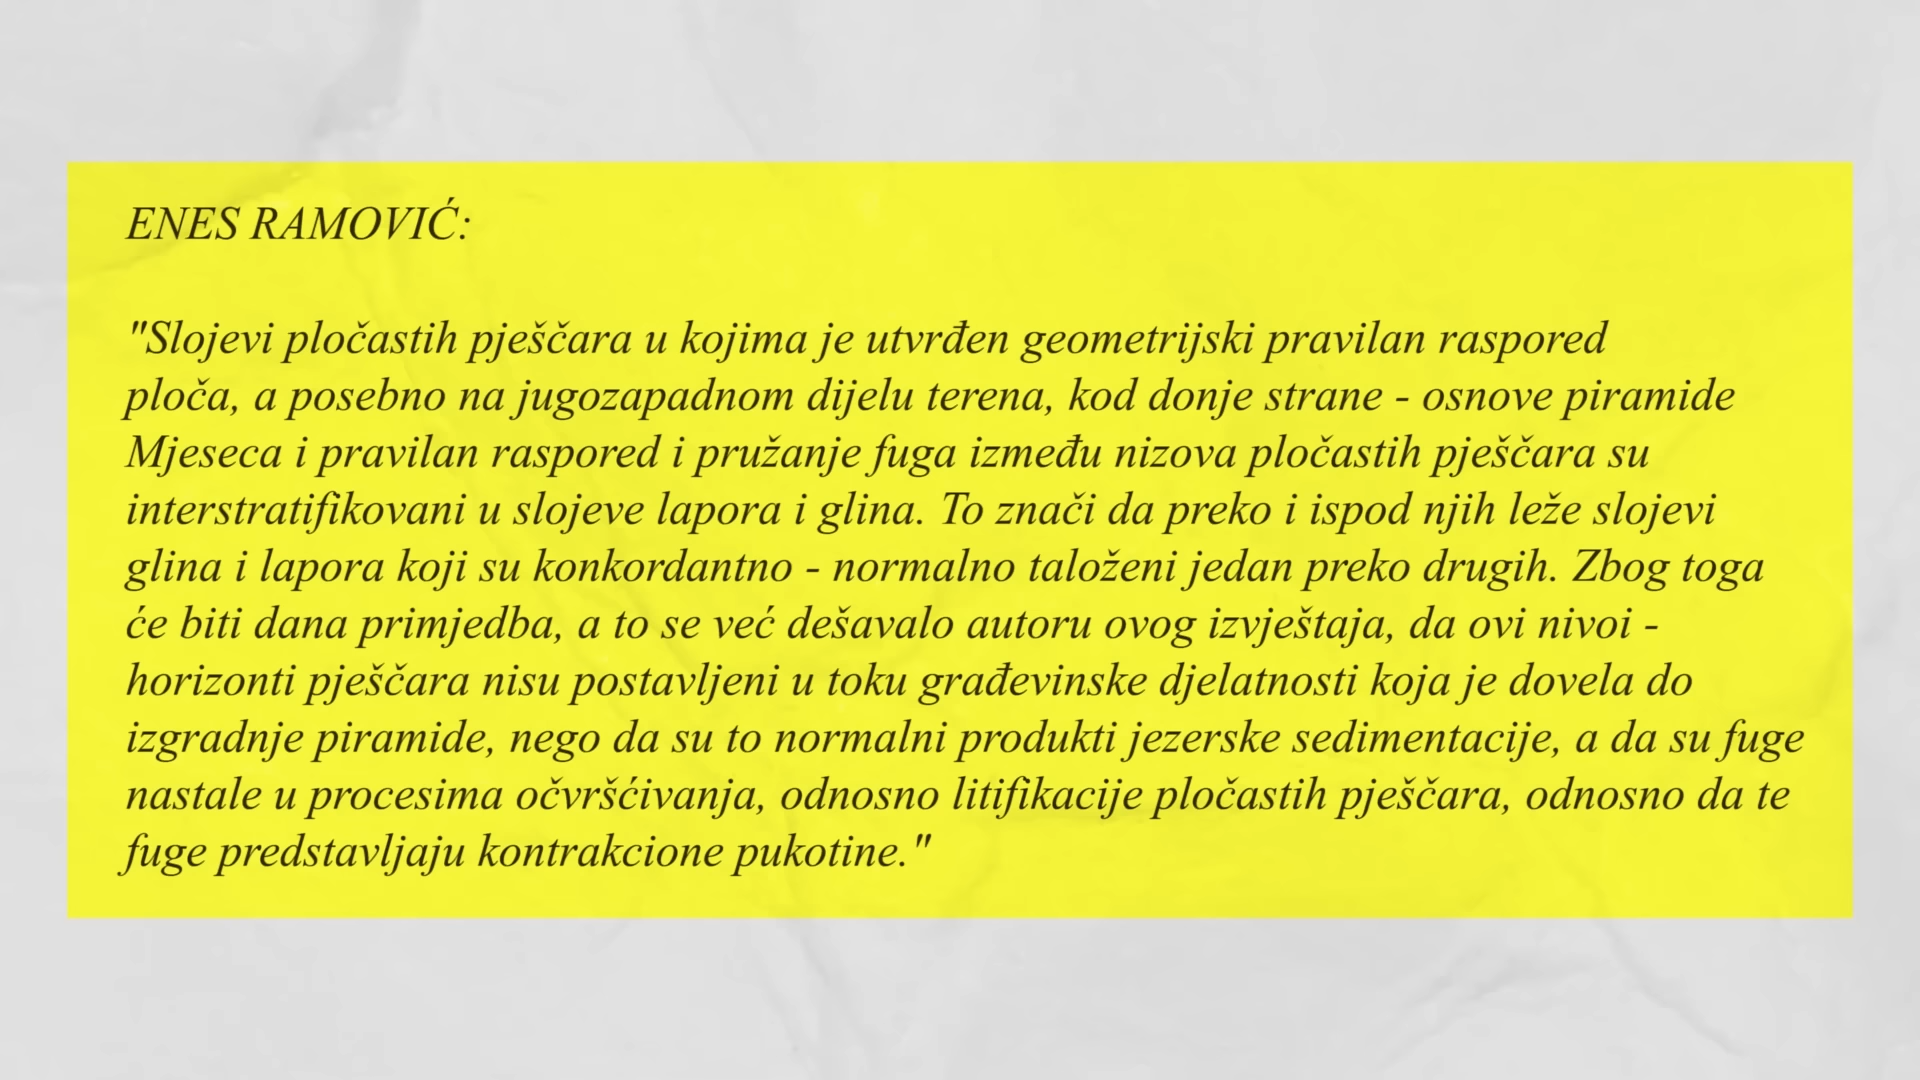 ENES RAMOVIĆ:
"Slojevi pločastih pješčara u kojima je utvrđen geometrijski pravilan raspored
ploča, a posebno na jugozapadnom dijelu terena, kod donje strane - osnove piramide
Mjeseca i pravilan raspored i pružanje fuga između nizova pločastih pješčara su
interstratifikovani u slojeve lapora i glina. To znači da preko i ispod njih leže slojevi
glina i lapora koji su konkordantno - normalno taloženi jedan preko drugih. Zbog toga
će biti dana primjedba, a to se već dešavalo autoru ovog izvještaja, da ovi nivoi -
horizonti pješčara nisu postavljeni u toku građevinske djelatnosti koja je dovela do
izgradnje piramide, nego da su to normalni produkti jezerske sedimentacije, a da su fuge
nastale u procesima očvršćivanja, odnosno litifikacije pločastih pješčara, odnosno da te
fuge predstavljaju kontrakcione pukotine."